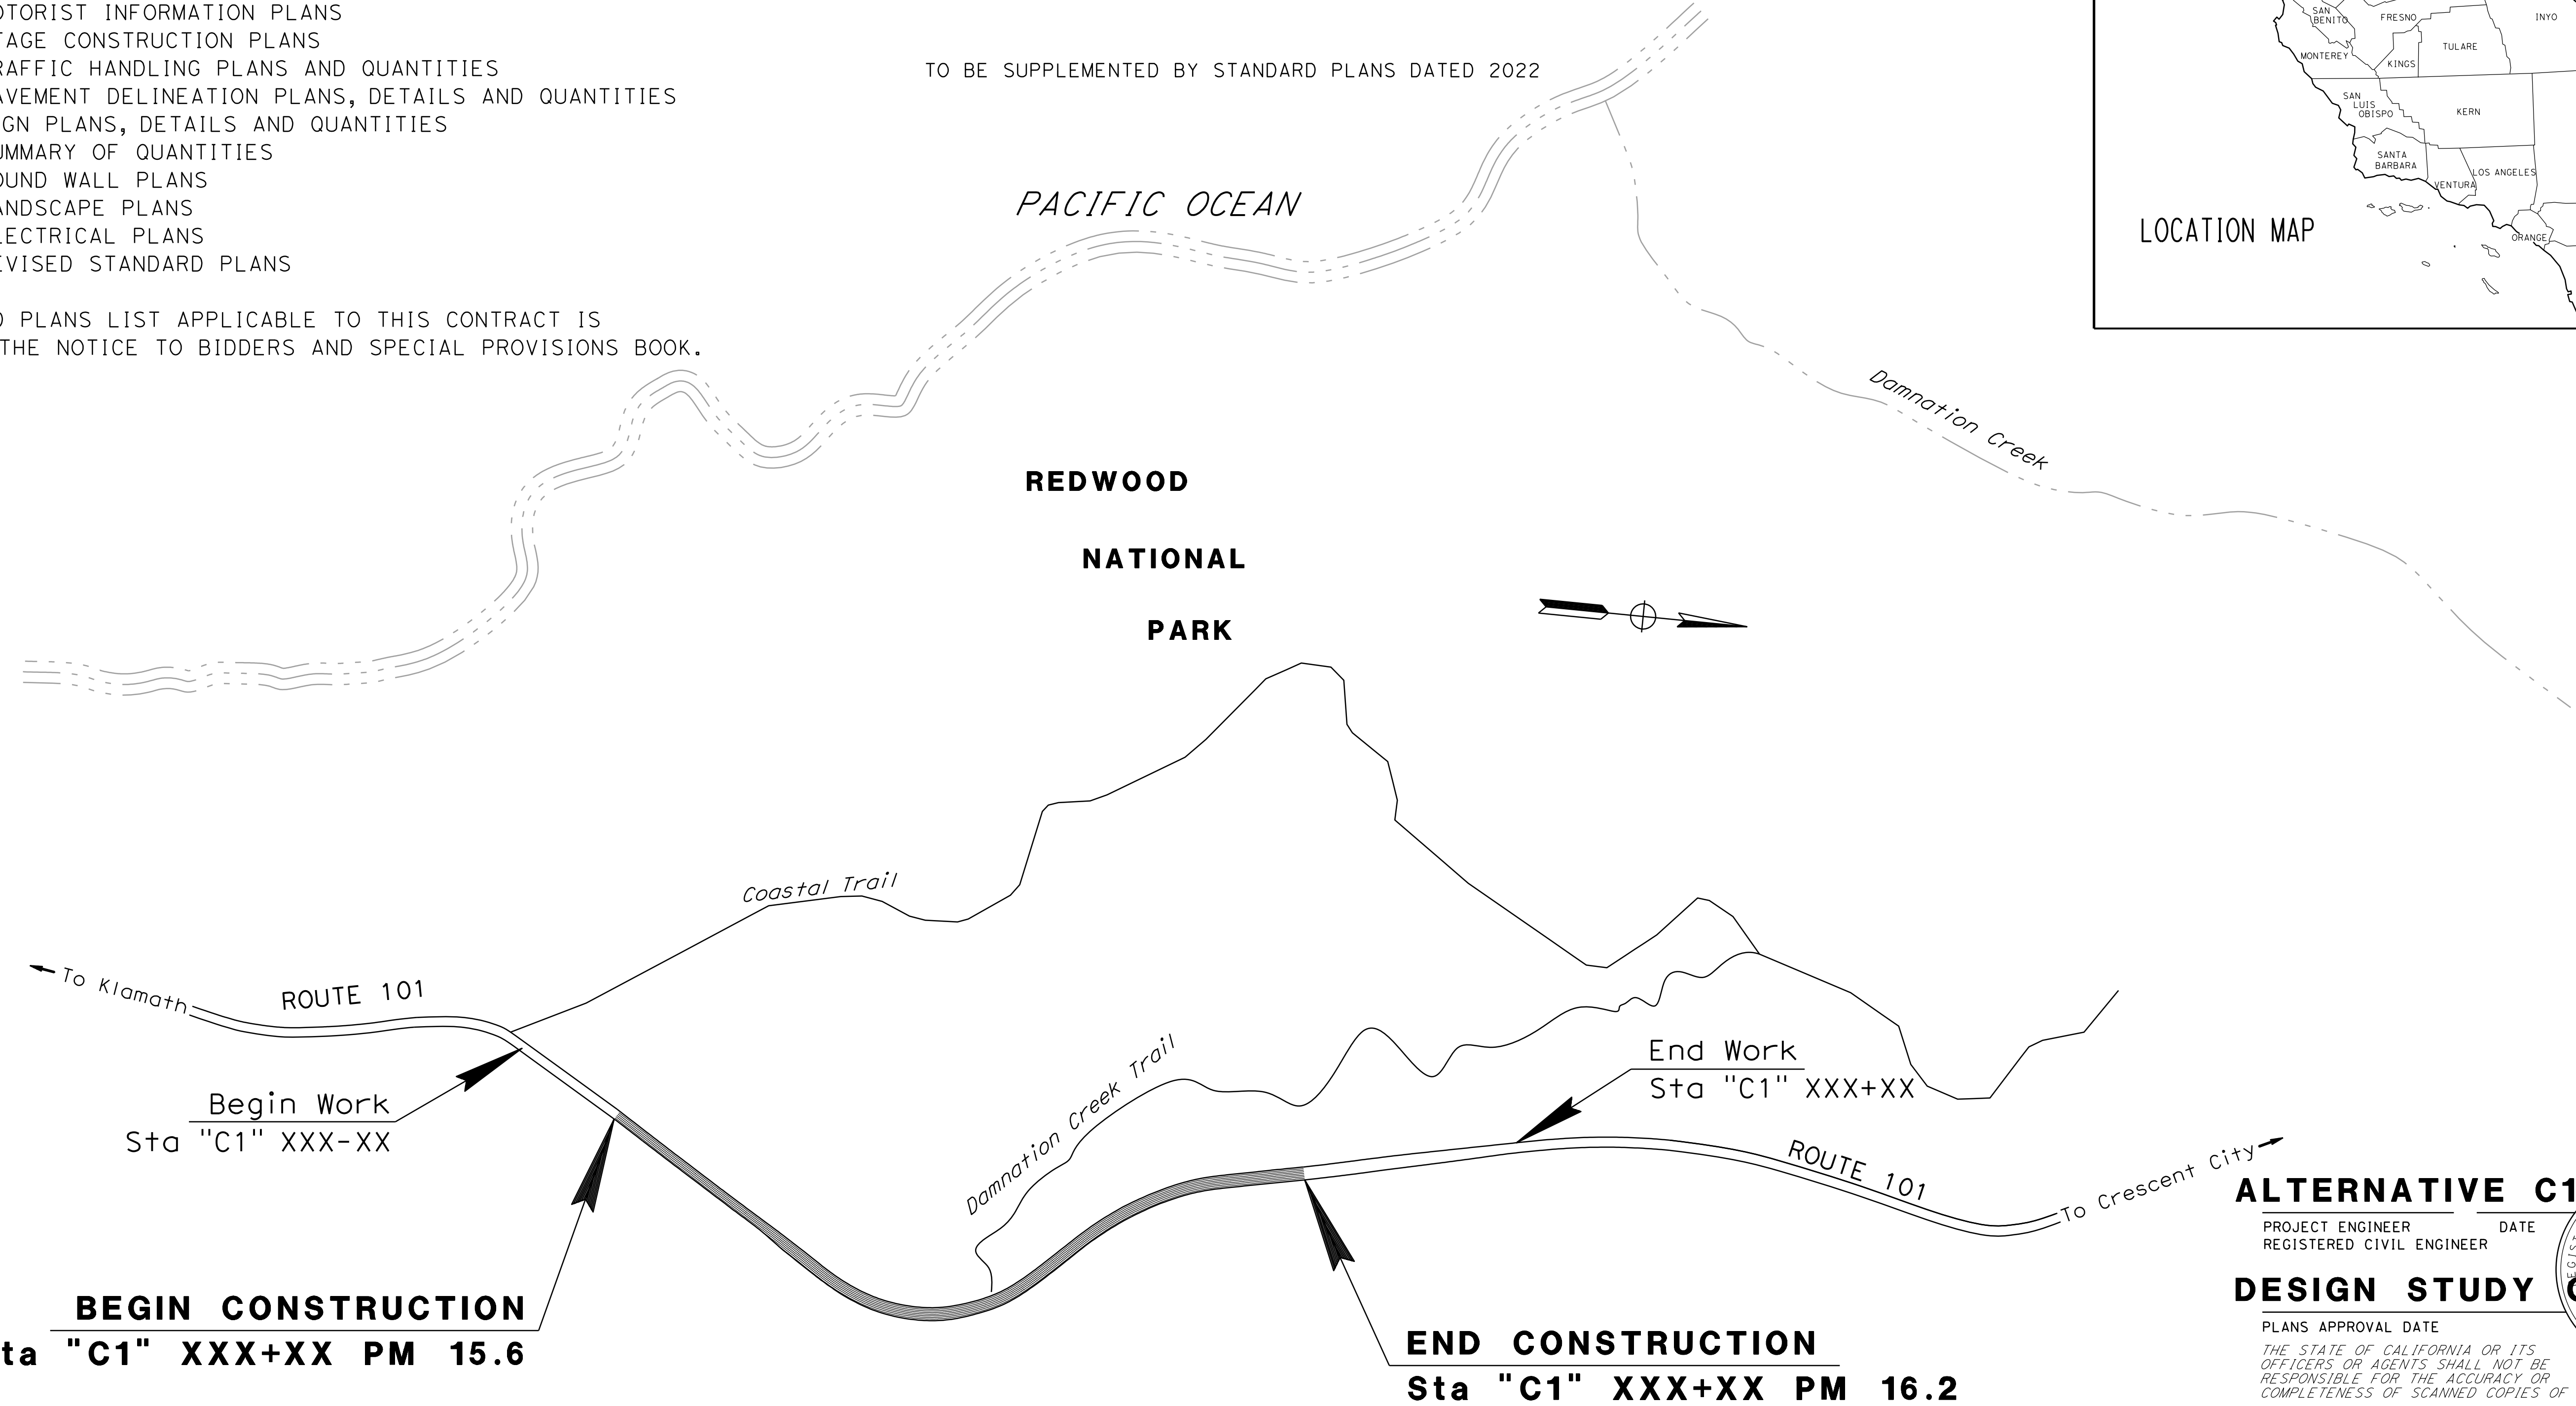 OTORIST INFORMATION PLANS
TAGE CONSTRUCTION PLANS
RAFFIC HANDLING PLANS AND QUANTITIES
AVEMENT DELINEATION PLANS, DETAILS AND QUANTITIES
IGN PLANS, DETAILS AND QUANTITIES
UMMARY OF QUANTITIES
OUND WALL PLANS
ANDSCAPE PLANS
LECTRICAL PLANS
EVISED STANDARD PLANS
D PLANS LIST APPLICABLE TO THIS CONTRACT IS
THE NOTICE TO BIDDERS AND SPECIAL PROVISIONS BOOK.
TO BE SUPPLEMENTED BY STANDARD PLANS DATED 2022
SAN
BENITO
FRESNO
INYO
MONTEREY
KINGS
TULARE
SAN
LUIS
OBISPO
KERN
SANTA
BARBARA
VENTURA
LOS ANGELES
ORANGE
LOCATION MAP
PACIFIC OCEAN
Damnation Creek
REDWOOD
NATIONAL
PARK
Coastal Trail
To Klamath
ROUTE 101
Begin Work
Sta "C1" XXX-XX
Damnation Creek Trail
End Work
Sta "C1" XXX+XX
ROUTE 101
To Crescent City
BEGIN CONSTRUCTION
ta "C1" XXX+XX PM 15.6
END CONSTRUCTION
Sta "C1" XXX+XX PM 16.2
ALTERNATIVE C1
PROJECT ENGINEER DATE
REGISTERED CIVIL ENGINEER
DESIGN STUDY
PLANS APPROVAL DATE
THE STATE OF CALIFORNIA OR ITS
OFFICERS OR AGENTS SHALL NOT BE
RESPONSIBLE FOR THE ACCURACY OR
COMPLETENESS OF SCANNED COPIES OF